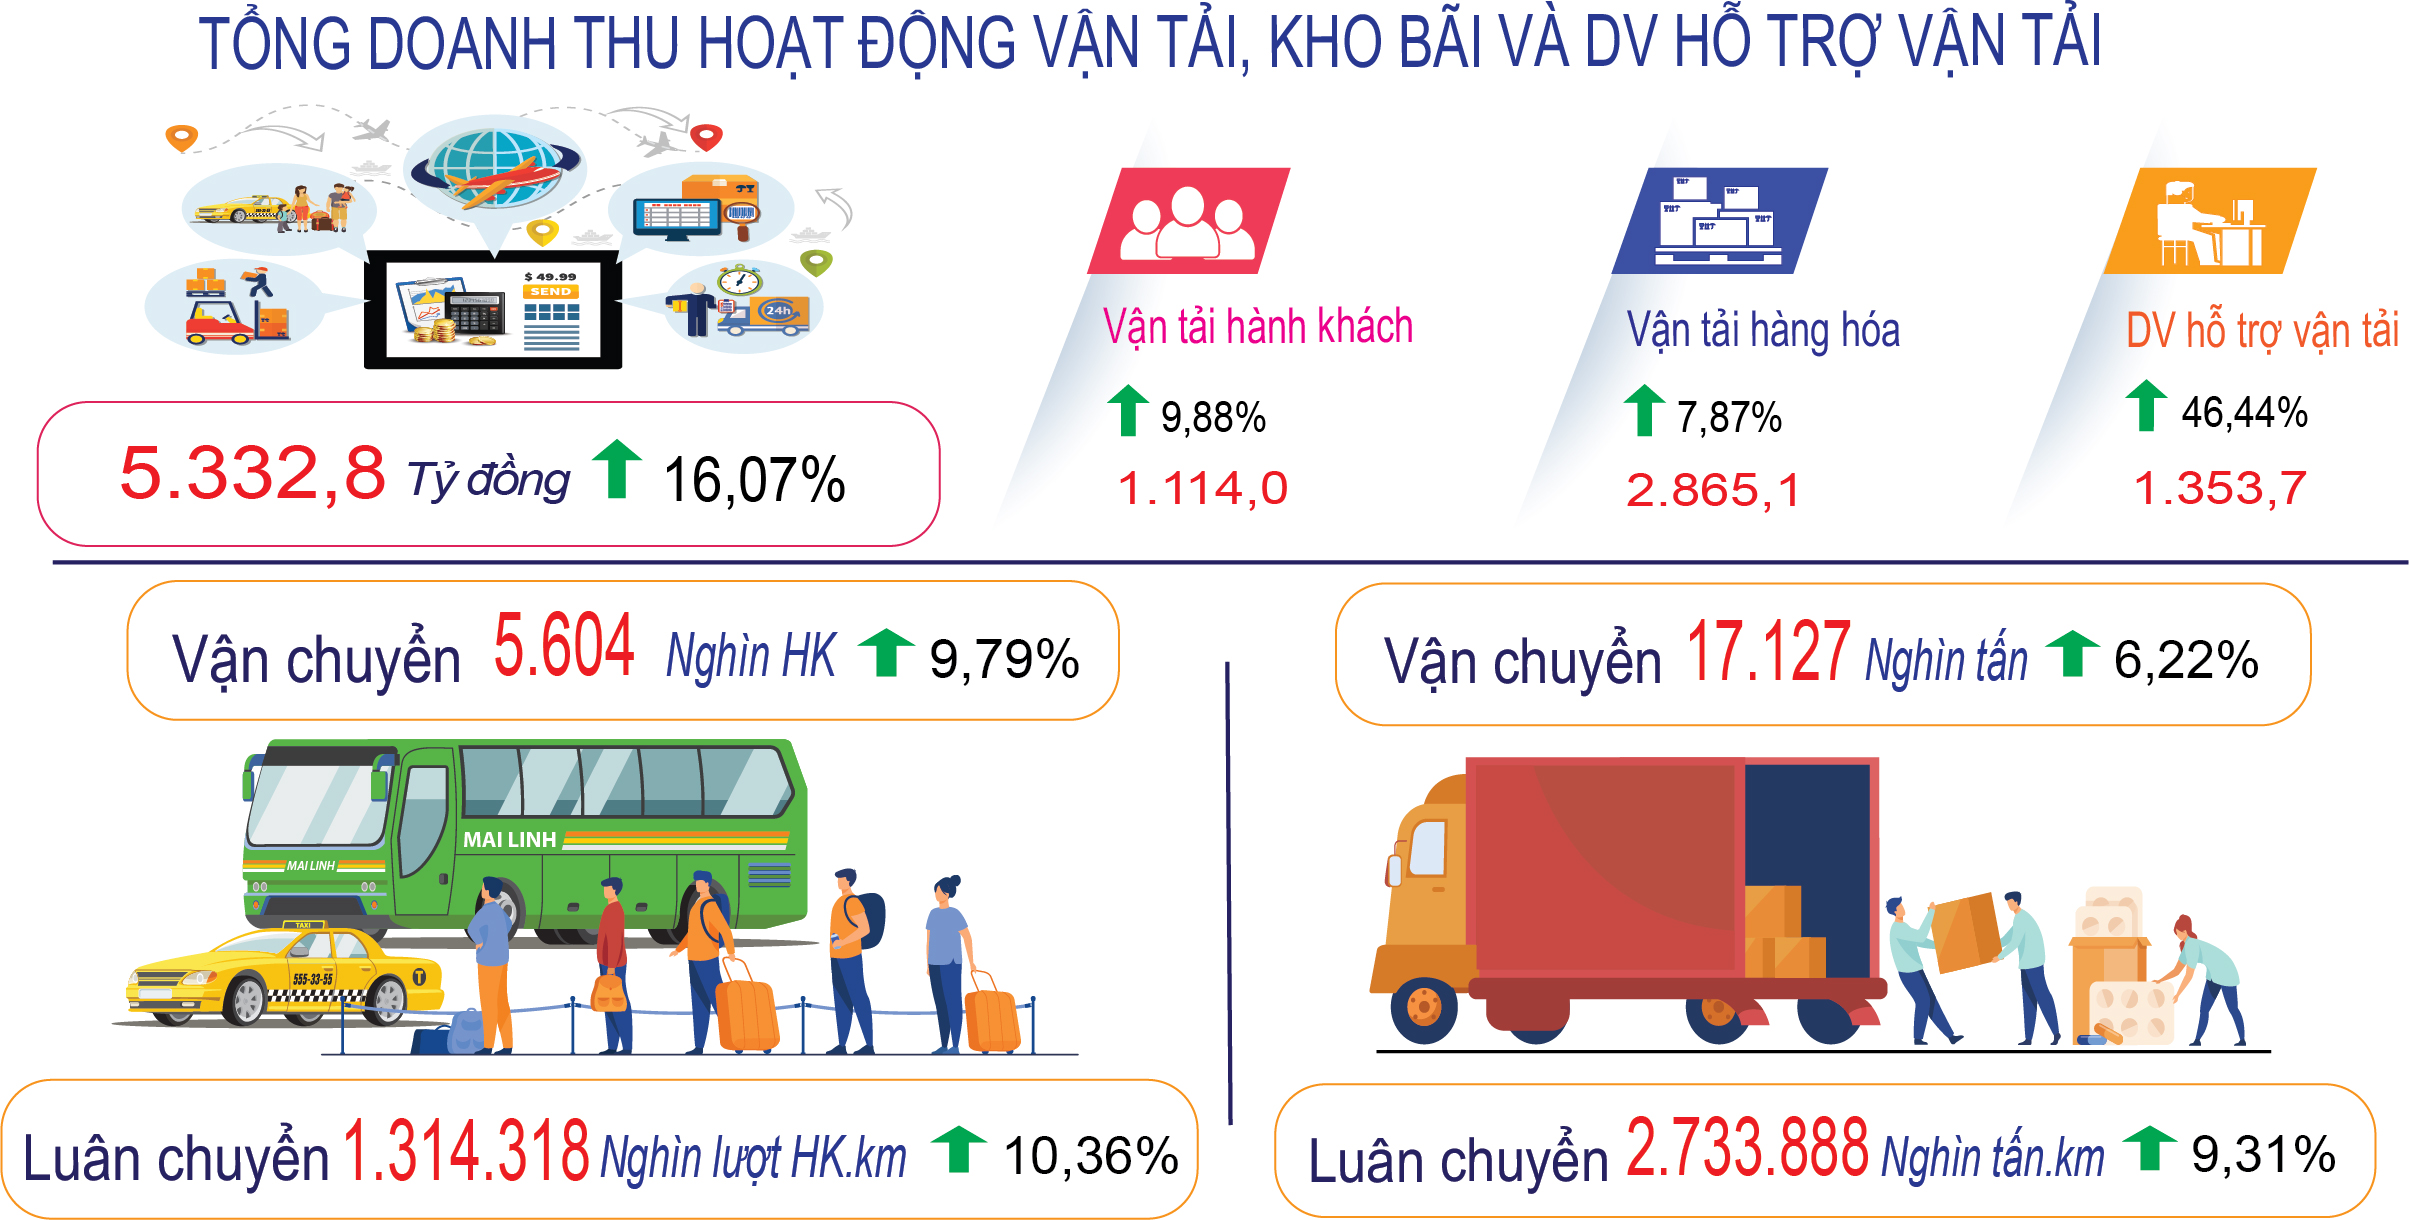 TỔNG DOANH THU HOẠT ĐỘNG VẬN TẢI, KHO BÃI VÀ DV HỖ TRỢ VẬN TẢI
$ 49.99
SEND
24h
Vận tải hành khách
9,88%
1.114,0
Vận tải hàng hóa
7,87%
2.865,1
DV hỗ trợ vận tải
46,44%
1.353,7
5.332,8 Tỷ đồng 16,07%
Vận chuyển 5.604 Nghìn HK 9,79%
Vận chuyển 17.127 Nghìn tấn 6,22%
MAI LINH
MAI LINH
TAXI
555-33-55
T
Luân chuyển 1.314.318 Nghìn lượt HK.km 10,36%
Luân chuyển 2.733.888 Nghìn tấn.km 9,31%